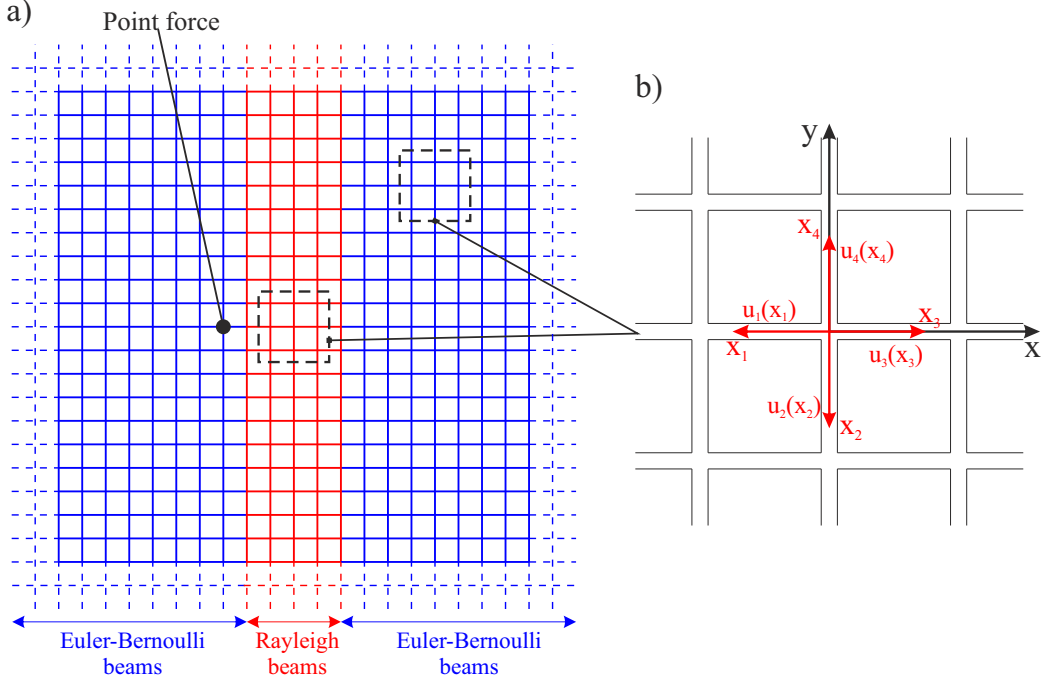 a)
Point force
b)
y
x₄
u₄(x₄)
u₁(x₁)
x₃
x₁
u₃(x₃)
x
u₂(x₂)
x₂
Euler-Bernoulli
beams
Rayleigh
beams
Euler-Bernoulli
beams